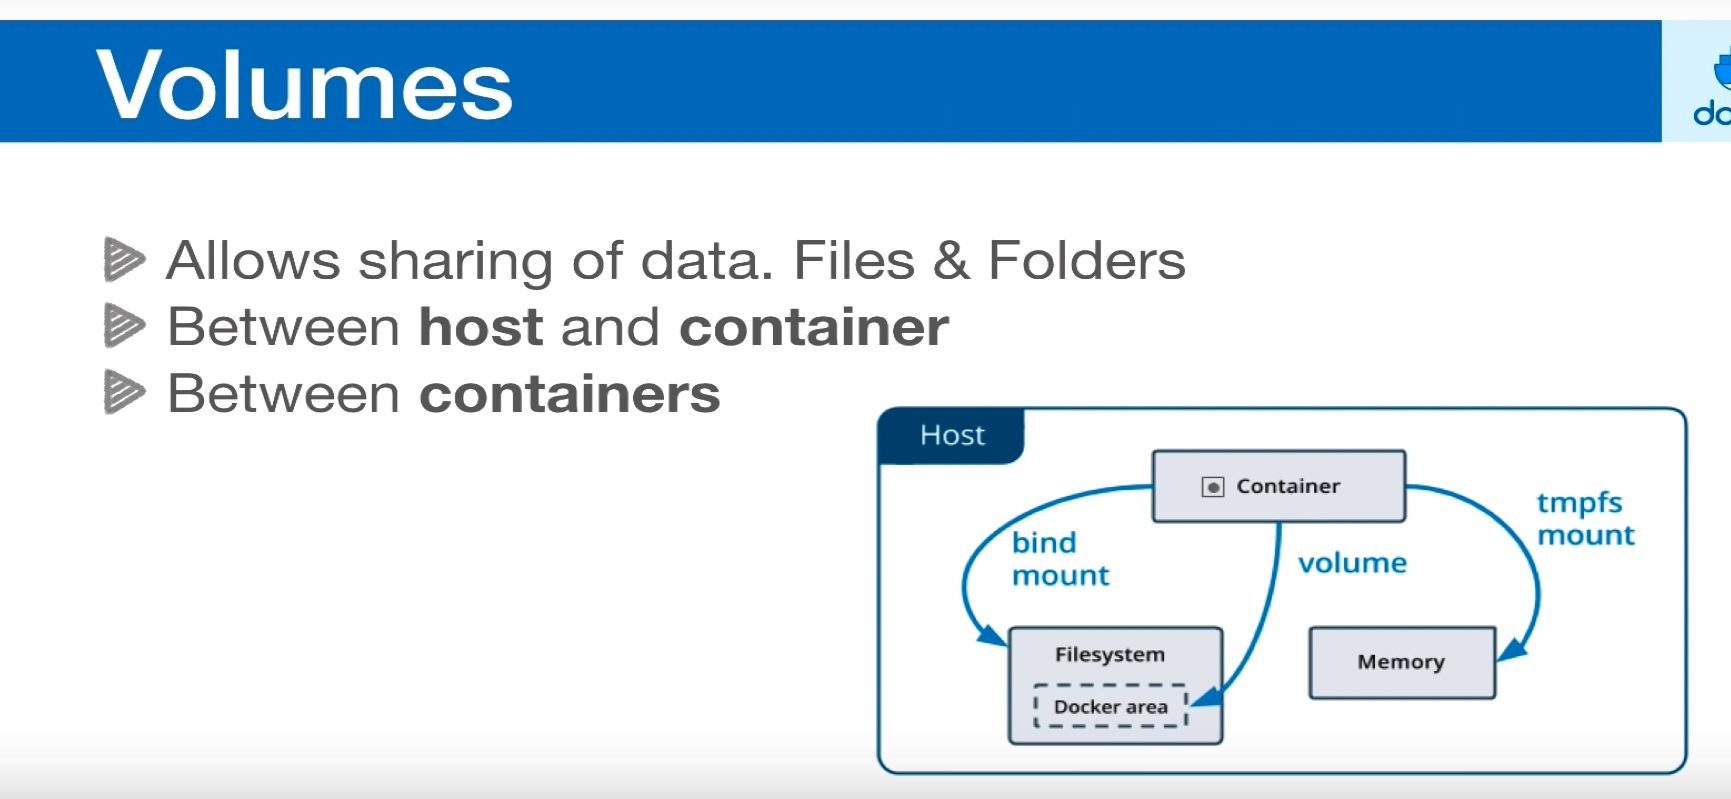 Volumes
Allows sharing of data. Files & Folders
Between host and container
Between containers
Host
Container
bind
mount
volume
tmpfs
mount
Filesystem
Docker area
Memory